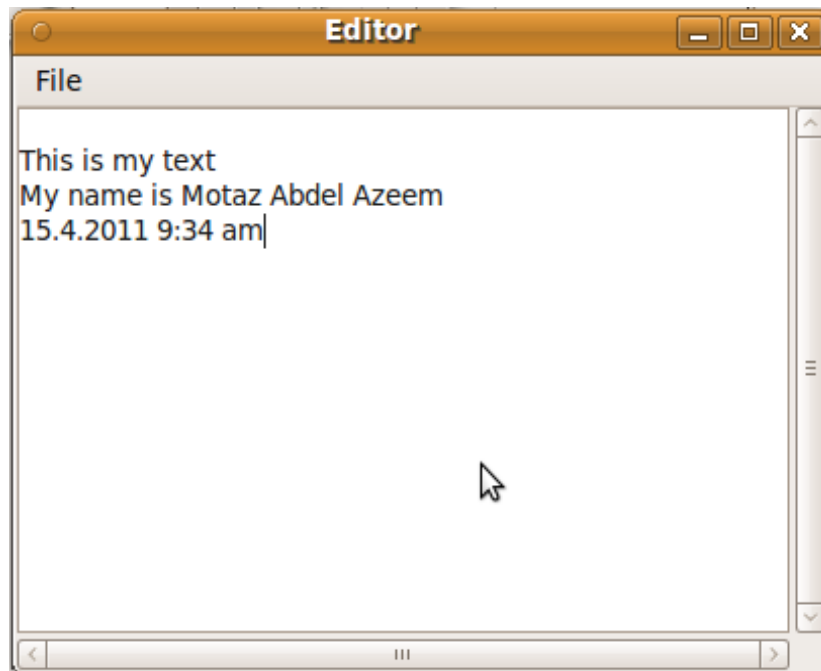 Editor
File
This is my text
My name is Motaz Abdel Azeem
15.4.2011 9:34 am